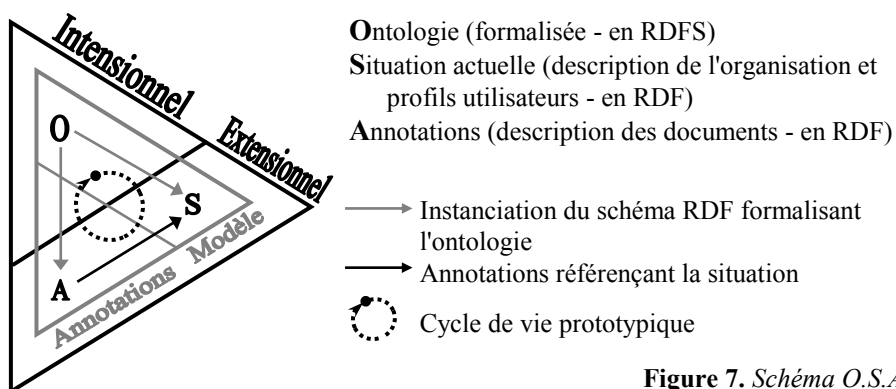 Intensionnel
Extensionnel
O
S
A
Annotations Modèle
Ontologie (formalisée - en RDFS)
Situation actuelle (description de l'organisation et
profils utilisateurs - en RDF)
Annotations (description des documents - en RDF)
Instanciation du schéma RDF formalisant
l'ontologie
Annotations référençant la situation
Cycle de vie prototypique
Figure 7. Schéma O.S.A